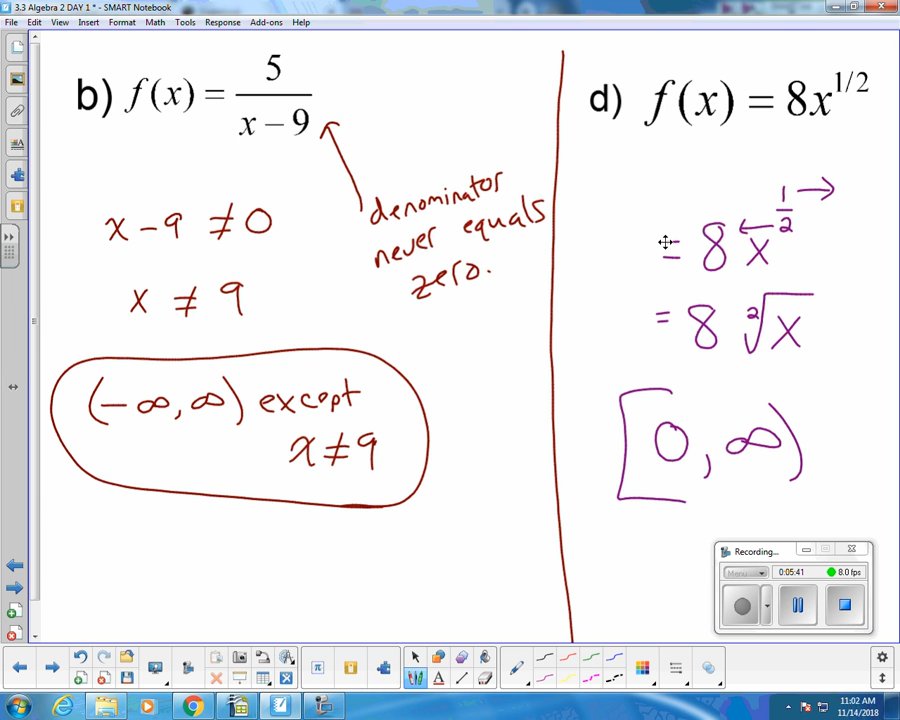 3.3 Algebra 2 DAY 1 * - SMART Notebook
File Edit View Insert Format Math Tools Response Add-ons Help
b) f(x) = 5 / x − 9
denominator
never equals
zero.
x − 9 ≠ 0
x ≠ 9
(−∞, ∞) except
x ≠ 9
d) f(x) = 8x^1/2
= 8 x^1/2
= 8 ²√x
[0, ∞)
Recording...
Menu
0:05:41 8.0 fps
11:02 AM
11/14/2018